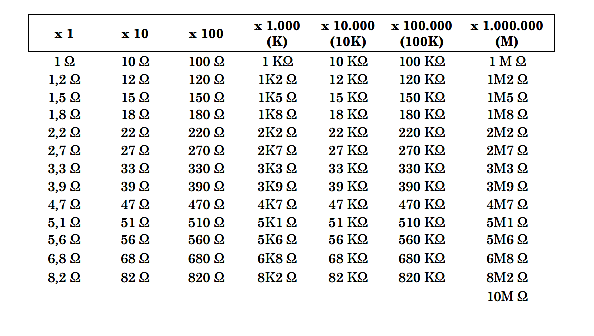 x 1 x 10 x 100 x 1.000 (K) x 10.000 (10K) x 100.000 (100K) x 1.000.000 (M)
1 Ω 10 Ω 100 Ω 1 KΩ 10 KΩ 100 KΩ 1 M Ω
1,2 Ω 12 Ω 120 Ω 1K2 Ω 12 KΩ 120 KΩ 1M2 Ω
1,5 Ω 15 Ω 150 Ω 1K5 Ω 15 KΩ 150 KΩ 1M5 Ω
1,8 Ω 18 Ω 180 Ω 1K8 Ω 18 KΩ 180 KΩ 1M8 Ω
2,2 Ω 22 Ω 220 Ω 2K2 Ω 22 KΩ 220 KΩ 2M2 Ω
2,7 Ω 27 Ω 270 Ω 2K7 Ω 27 KΩ 270 KΩ 2M7 Ω
3,3 Ω 33 Ω 330 Ω 3K3 Ω 33 KΩ 330 KΩ 3M3 Ω
3,9 Ω 39 Ω 390 Ω 3K9 Ω 39 KΩ 390 KΩ 3M9 Ω
4,7 Ω 47 Ω 470 Ω 4K7 Ω 47 KΩ 470 KΩ 4M7 Ω
5,1 Ω 51 Ω 510 Ω 5K1 Ω 51 KΩ 510 KΩ 5M1 Ω
5,6 Ω 56 Ω 560 Ω 5K6 Ω 56 KΩ 560 KΩ 5M6 Ω
6,8 Ω 68 Ω 680 Ω 6K8 Ω 68 KΩ 680 KΩ 6M8 Ω
8,2 Ω 82 Ω 820 Ω 8K2 Ω 82 KΩ 820 KΩ 8M2 Ω
10M Ω